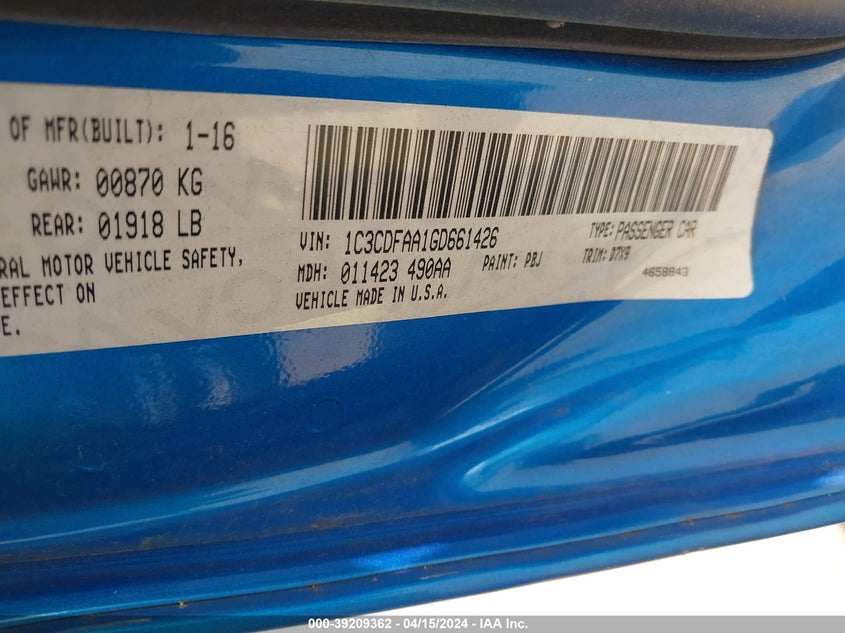 OF MFR(BUILT): 1-16
GAWR: 00870 KG
REAR: 01918 LB
RAL MOTOR VEHICLE SAFETY,
EFFECT ON
E.
VIN: 1C3CDFAA1GD661426
TYPE: PASSENGER CAR
MDH: 011423 490AA
PAINT: PBJ
TRIM: D7X9
VEHICLE MADE IN U.S.A.
4658843
000-39209362 - 04/15/2024 - IAA Inc.